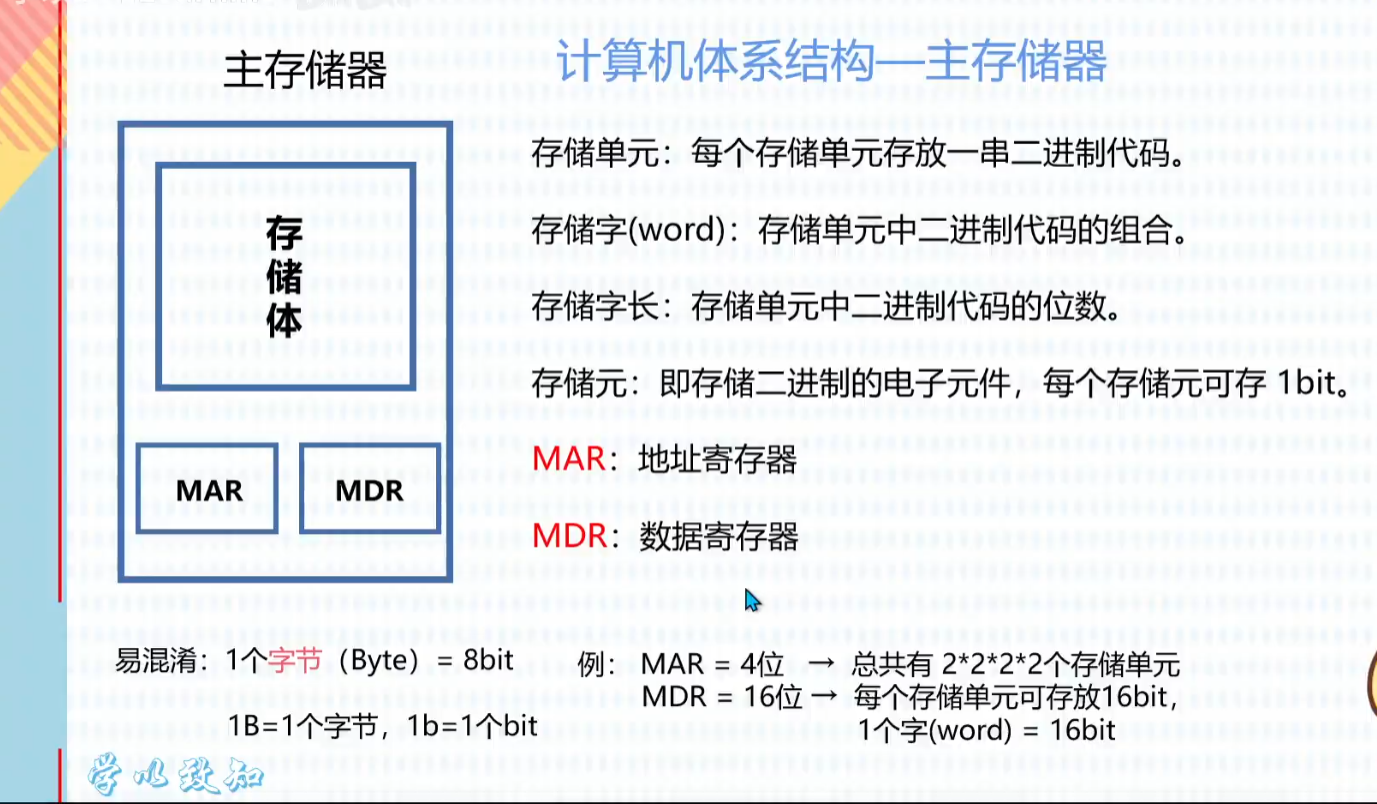 主存储器
计算机体系结构—主存储器
存储体
MAR
MDR
存储单元：每个存储单元存放一串二进制代码。
存储字(word)：存储单元中二进制代码的组合。
存储字长：存储单元中二进制代码的位数。
存储元：即存储二进制的电子元件，每个存储元可存 1bit。
MAR：地址寄存器
MDR：数据寄存器
易混淆：1个字节（Byte）= 8bit
1B=1个字节，1b=1个bit
例： MAR = 4位 → 总共有 2*2*2*2个存储单元
MDR = 16位 → 每个存储单元可存放16bit，
1个字(word) = 16bit
学以致知